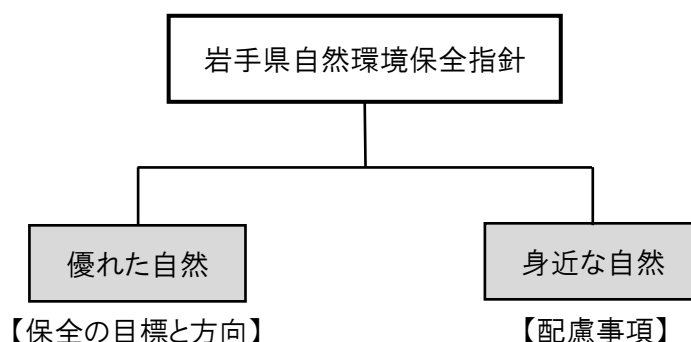 岩手県自然環境保全指針
優れた自然
身近な自然
【保全の目標と方向】
【配慮事項】